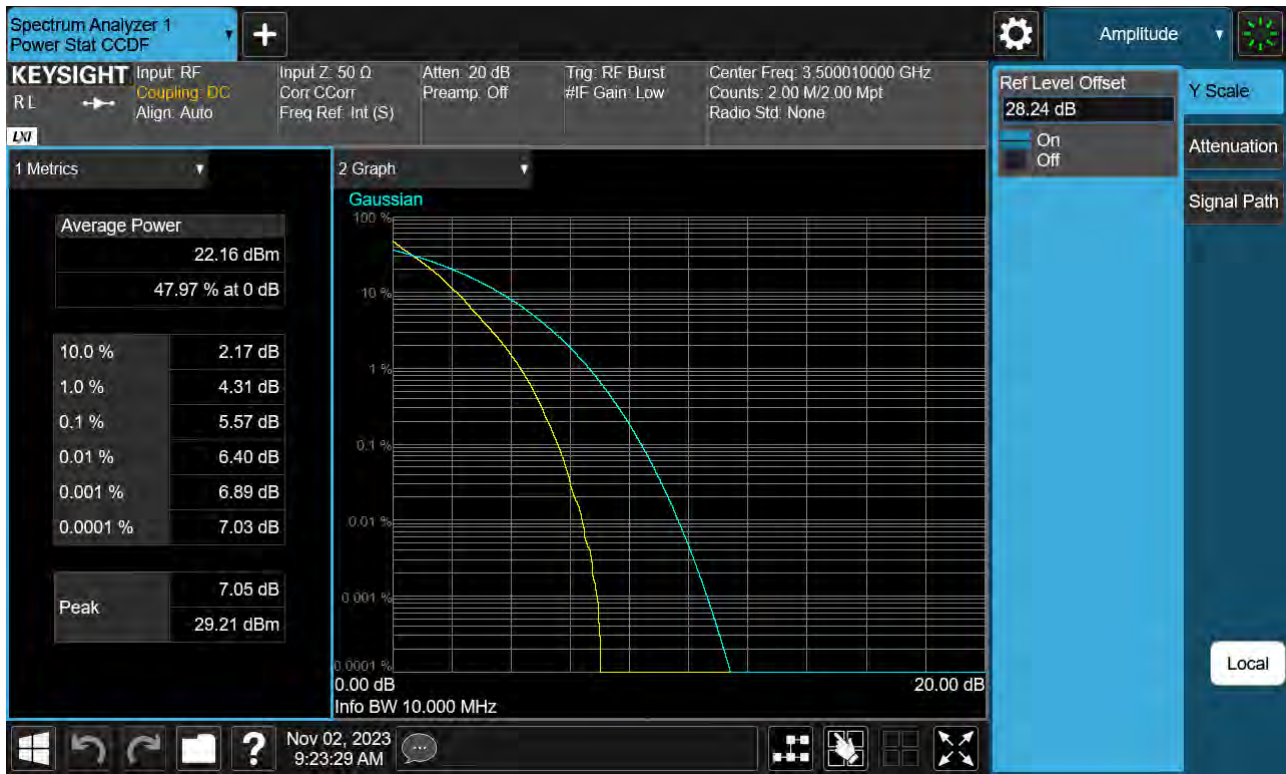 Spectrum Analyzer 1
Power Stat CCDF
+
Amplitude
KEYSIGHT
RL
LXI
Input: RF
Coupling: DC
Align: Auto
Input Z: 50 Ω
Corr CCorr
Freq Ref: Int (S)
Atten: 20 dB
Preamp: Off
Trig: RF Burst
#IF Gain: Low
Center Freq: 3.500010000 GHz
Counts: 2.00 M/2.00 Mpt
Radio Std: None
Ref Level Offset
28.24 dB
On
Off
Y Scale
Attenuation
Signal Path
Local
1 Metrics
Average Power
22.16 dBm
47.97 % at 0 dB
10.0 % 2.17 dB
1.0 % 4.31 dB
0.1 % 5.57 dB
0.01 % 6.40 dB
0.001 % 6.89 dB
0.0001 % 7.03 dB
Peak
7.05 dB
29.21 dBm
2 Graph
Gaussian
100 %
10 %
1 %
0.1 %
0.01 %
0.001 %
0.0001 %
0.00 dB 20.00 dB
Info BW 10.000 MHz
?
Nov 02, 2023
9:23:29 AM